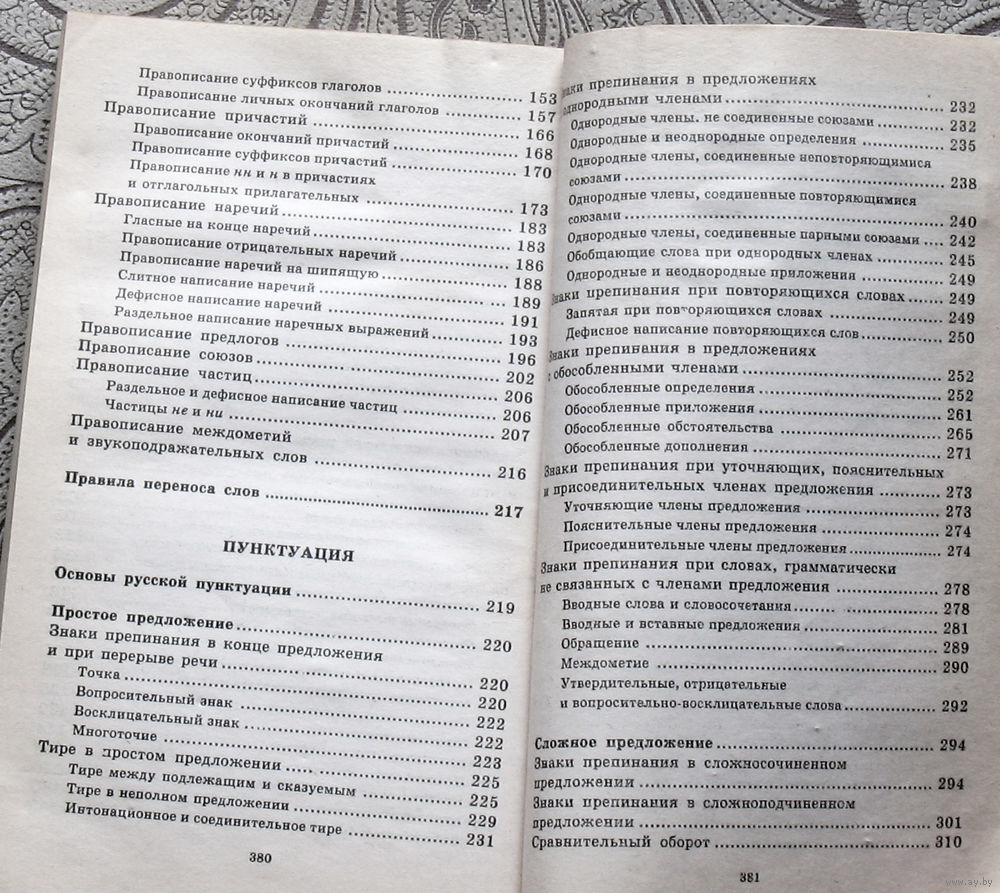 Правописание суффиксов глаголов ..... 153
Правописание личных окончаний глаголов ..... 157
Правописание причастий ..... 166
Правописание окончаний причастий ..... 168
Правописание суффиксов причастий ..... 170
Правописание нн и н в причастиях
и отглагольных прилагательных ..... 173
Правописание наречий ..... 183
Гласные на конце наречий ..... 183
Правописание отрицательных наречий ..... 186
Правописание наречий на шипящую ..... 188
Слитное написание наречий ..... 189
Дефисное написание наречий ..... 191
Раздельное написание наречных выражений ..... 193
Правописание предлогов ..... 196
Правописание союзов ..... 202
Правописание частиц ..... 206
Раздельное и дефисное написание частиц ..... 206
Частицы не и ни ..... 207
Правописание междометий
и звукоподражательных слов ..... 216
Правила переноса слов ..... 217
ПУНКТУАЦИЯ
Основы русской пунктуации ..... 219
Простое предложение ..... 220
Знаки препинания в конце предложения
и при перерыве речи ..... 220
Точка ..... 220
Вопросительный знак ..... 222
Восклицательный знак ..... 222
Многоточие ..... 223
Тире в простом предложении ..... 225
Тире между подлежащим и сказуемым ..... 225
Тире в неполном предложении ..... 229
Интонационное и соединительное тире ..... 231
380
Знаки препинания в предложениях
однородными членами ..... 232
Однородные члены, не соединенные союзами ..... 232
Однородные и неоднородные определения ..... 235
Однородные члены, соединенные неповторяющимися
союзами ..... 238
Однородные члены, соединенные повторяющимися
союзами ..... 240
Однородные члены, соединенные парными союзами ..... 242
Обобщающие слова при однородных членах ..... 245
Однородные и неоднородные приложения ..... 249
Знаки препинания при повторяющихся словах ..... 249
Запятая при повторяющихся словах ..... 249
Дефисное написание повторяющихся слов ..... 250
Знаки препинания в предложениях
с обособленными членами ..... 252
Обособленные определения ..... 252
Обособленные приложения ..... 261
Обособленные обстоятельства ..... 265
Обособленные дополнения ..... 271
Знаки препинания при уточняющих, пояснительных
и присоединительных членах предложения ..... 273
Уточняющие члены предложения ..... 273
Пояснительные члены предложения ..... 274
Присоединительные члены предложения ..... 274
Знаки препинания при словах, грамматически
не связанных с членами предложения ..... 278
Вводные слова и словосочетания ..... 278
Вводные и вставные предложения ..... 281
Обращение ..... 289
Междометие ..... 290
Утвердительные, отрицательные
и вопросительно-восклицательные слова ..... 292
Сложное предложение ..... 294
Знаки препинания в сложносочиненном
предложении ..... 294
Знаки препинания в сложноподчиненном
предложении ..... 301
Сравнительный оборот ..... 310
381
www.ay.by